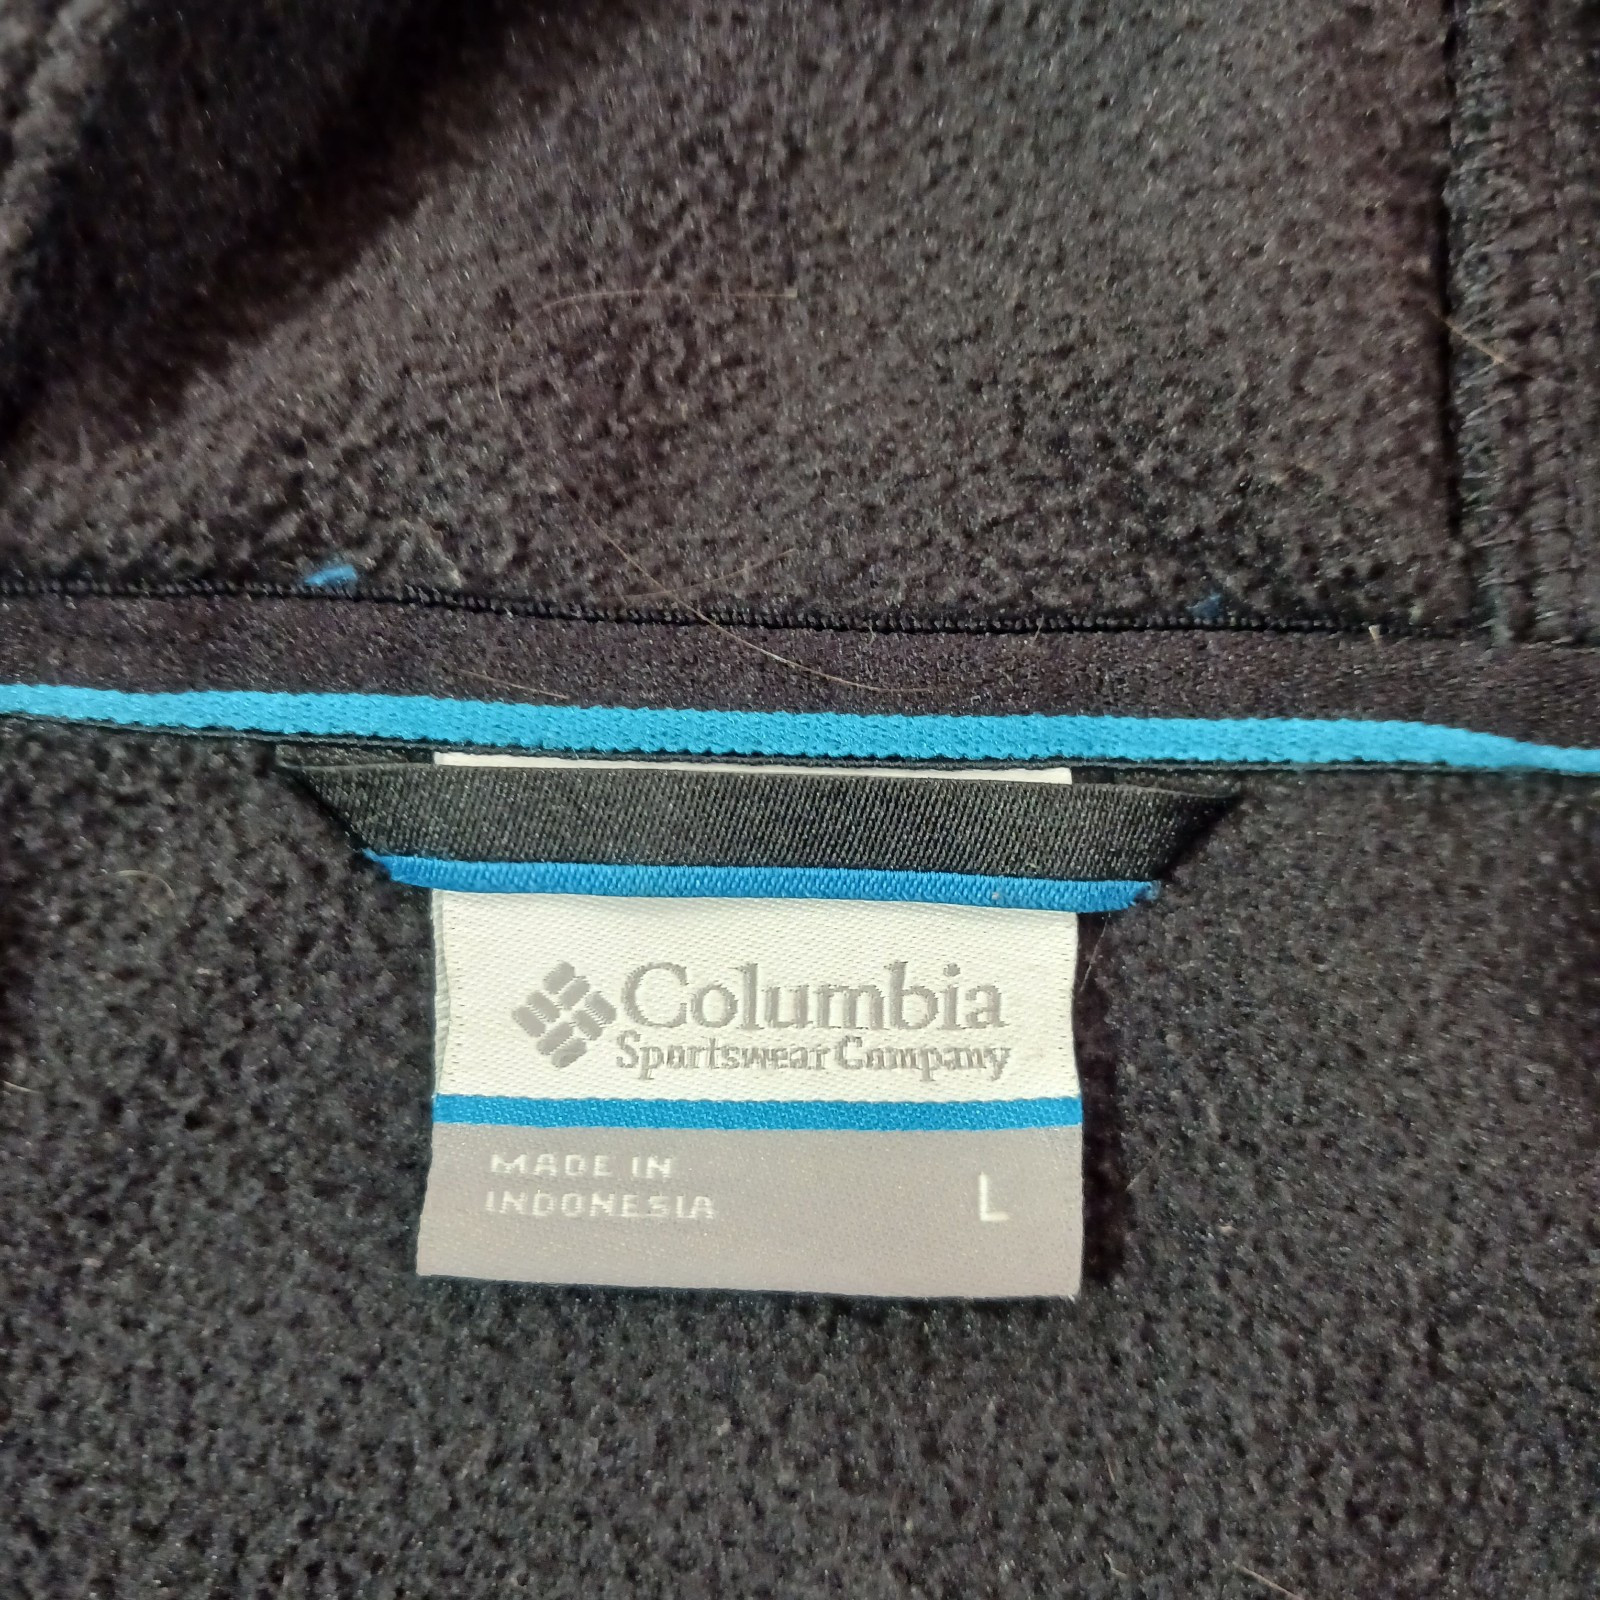 Columbia
Sportswear Company
MADE IN
INDONESIA
L